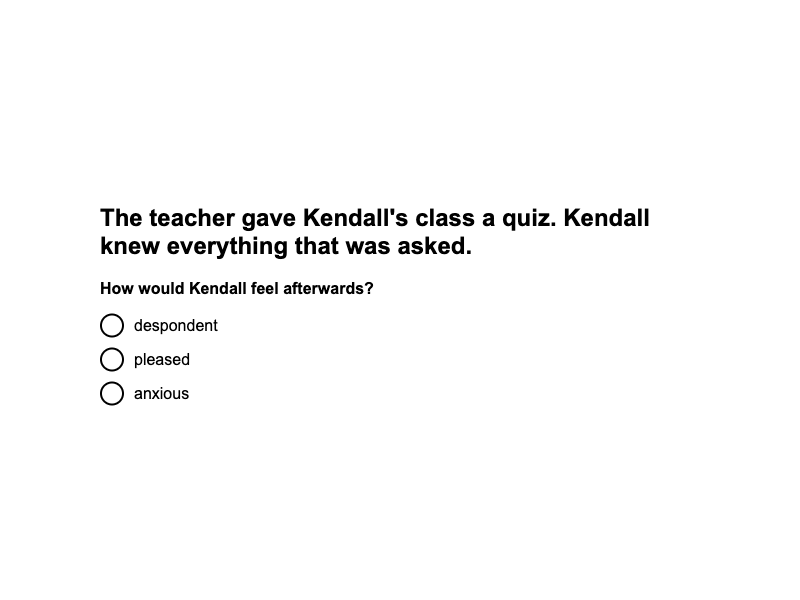 The teacher gave Kendall's class a quiz. Kendall
knew everything that was asked.
How would Kendall feel afterwards?
despondent
pleased
anxious